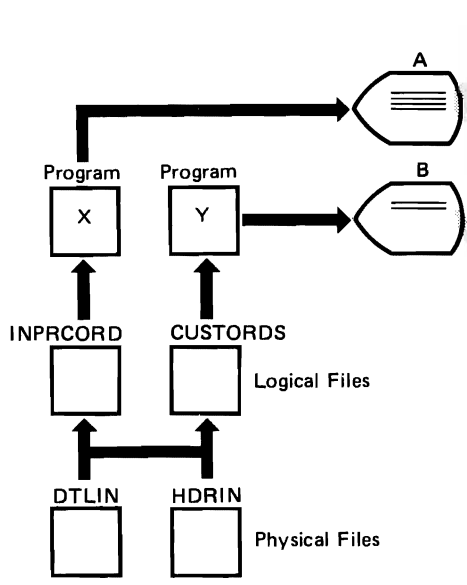 A
Program Program
B
X Y
INPRCORD CUSTORDS
Logical Files
DTLIN HDRIN
Physical Files